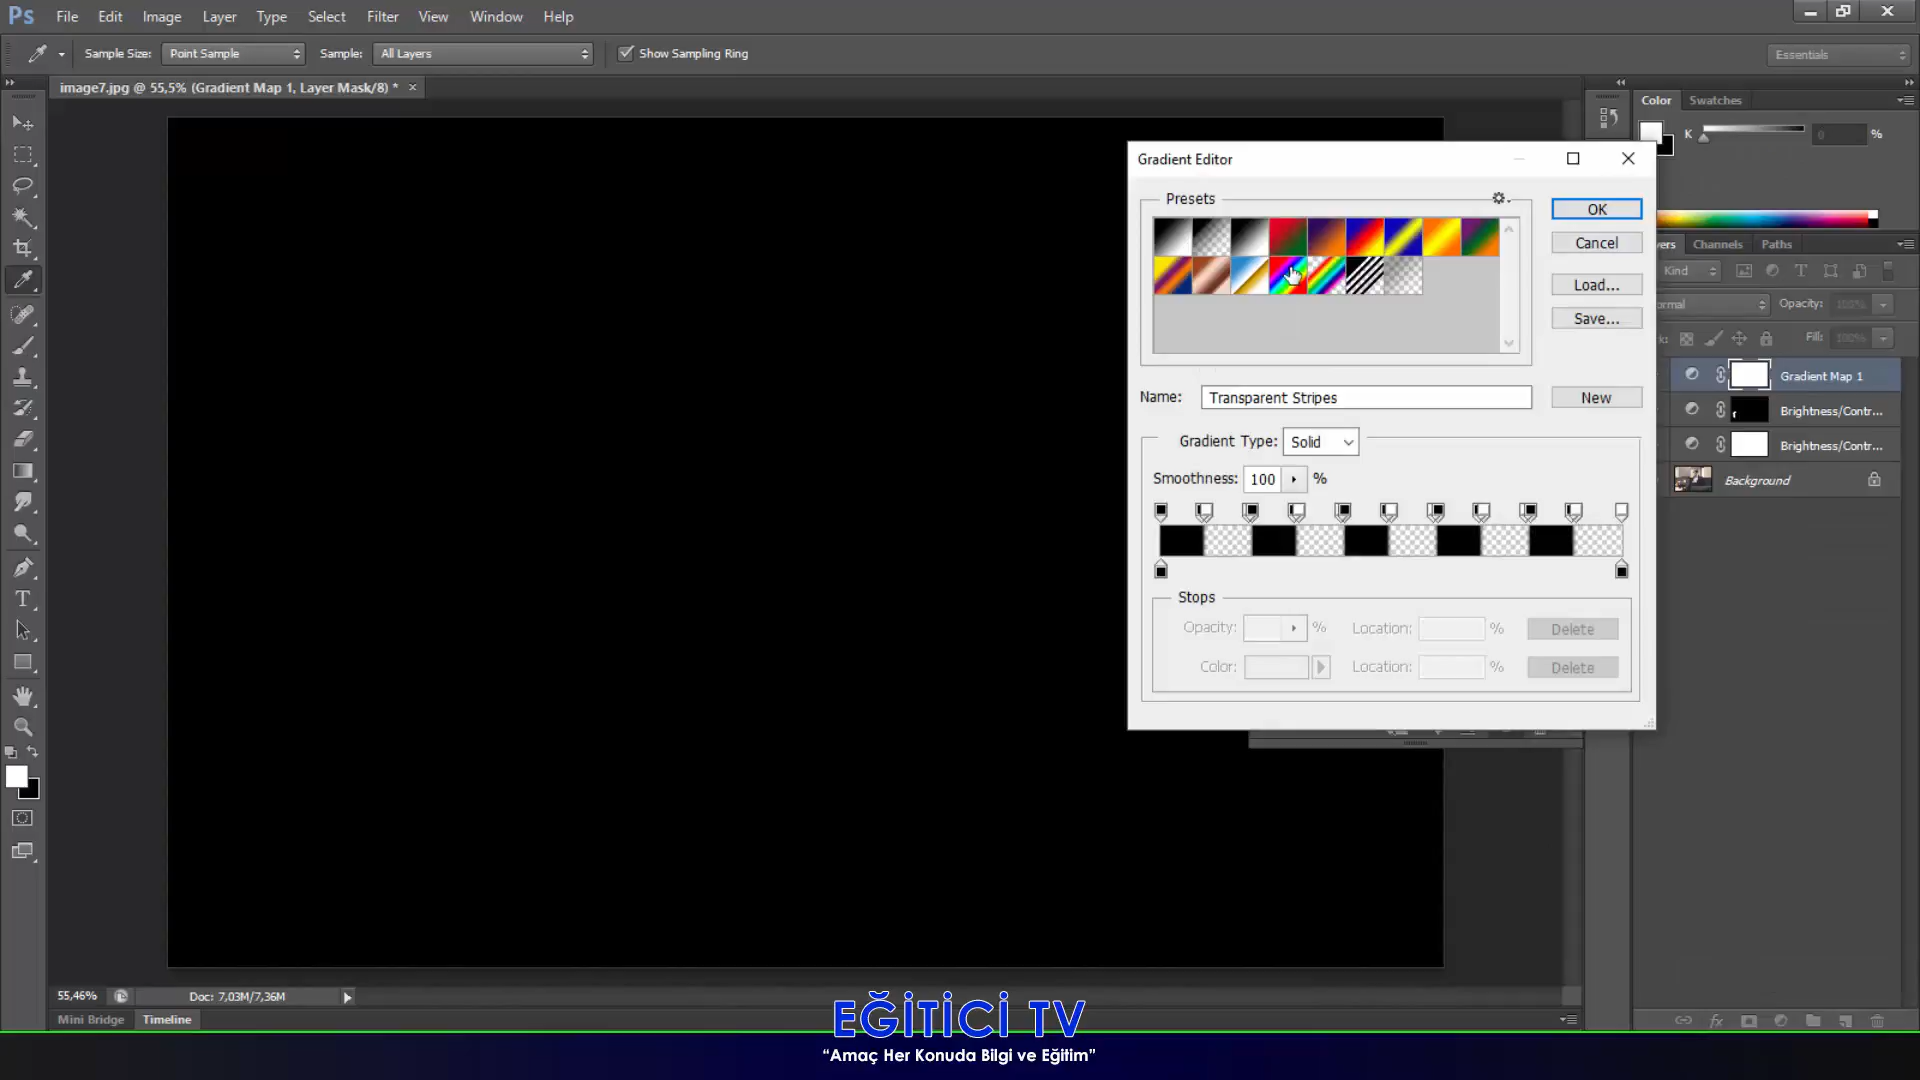 Ps File Edit Image Layer Type Select Filter View Window Help
Sample Size: Point Sample Sample: All Layers Show Sampling Ring Essentials
image7.jpg @ 55,5% (Gradient Map 1, Layer Mask/8) * ×
Color Swatches
K 0 %
Gradient Editor
Presets
OK
Cancel
Load...
Save...
Name: Transparent Stripes New
Gradient Type: Solid
Smoothness: 100 %
Stops
Opacity: % Location: % Delete
Color: Location: % Delete
yers Channels Paths
Kind
rmal Opacity: 100%
k: Fill: 100%
Gradient Map 1
Brightness/Contr...
Brightness/Contr...
Background
55,46% Doc: 7,03M/7,36M
Mini Bridge Timeline
EĞİTİCİ TV
“Amaç Her Konuda Bilgi ve Eğitim”